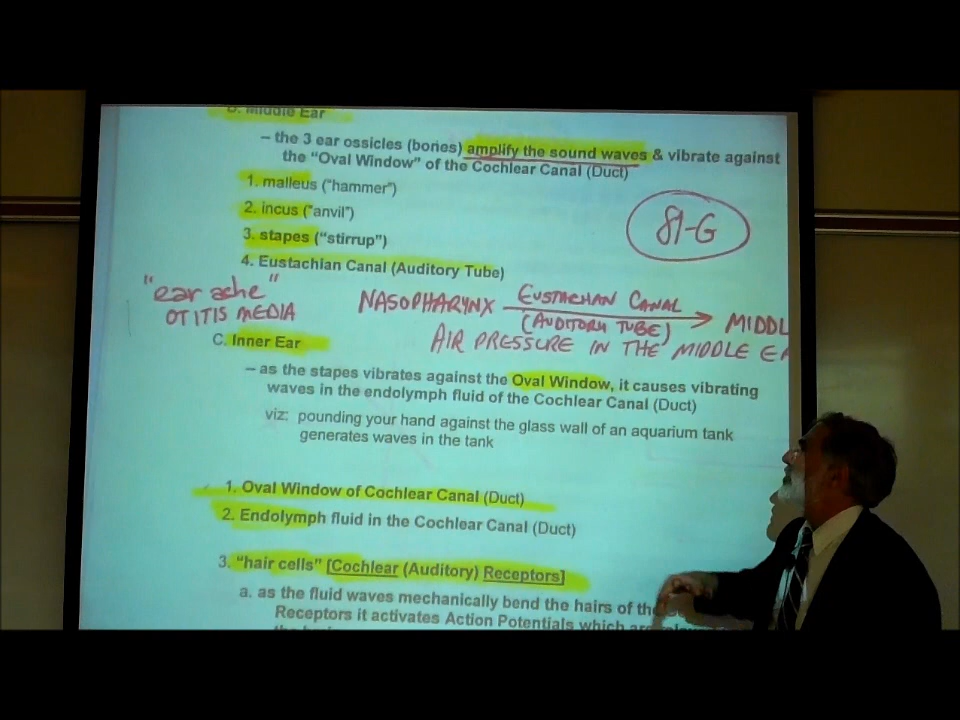 B. Middle Ear
– the 3 ear ossicles (bones) amplify the sound waves & vibrate against
the “Oval Window” of the Cochlear Canal (Duct)
1. malleus (“hammer”)
2. incus (“anvil”)
81-G
3. stapes (“stirrup”)
4. Eustachian Canal (Auditory Tube)
"ear ache"
OTITIS MEDIA
NASOPHARYNX EUSTACHIAN CANAL MIDDL
(AUDITORY TUBE)
AIR PRESSURE IN THE MIDDLE EA
C. Inner Ear
– as the stapes vibrates against the Oval Window, it causes vibrating
waves in the endolymph fluid of the Cochlear Canal (Duct)
viz: pounding your hand against the glass wall of an aquarium tank
generates waves in the tank
1. Oval Window of Cochlear Canal (Duct)
2. Endolymph fluid in the Cochlear Canal (Duct)
3. “hair cells” [Cochlear (Auditory) Receptors]
a. as the fluid waves mechanically bend the hairs of the
Receptors it activates Action Potentials which are